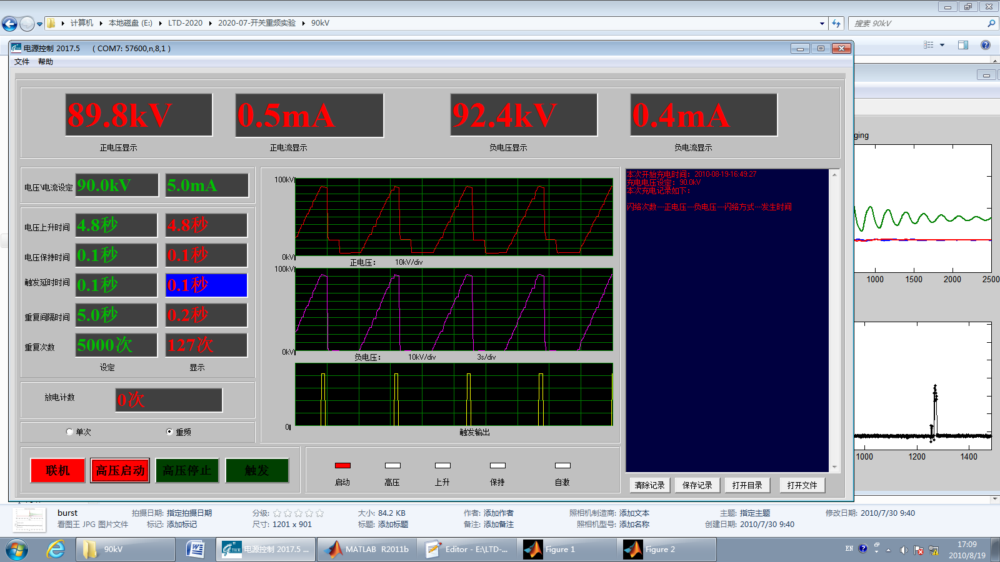 计算机 本地磁盘 (E:) LTD-2020 2020-07-开关重频实验 90kV
搜索 90kV
电源控制 2017.5 ( COM7: 57600,n,8,1 )
文件 帮助
89.8kV 0.5mA 92.4kV 0.4mA
正电压显示 正电流显示 负电压显示 负电流显示
电压\电流设定 90.0kV 5.0mA
电压上升时间 4.8秒 4.8秒
电压保持时间 0.1秒 0.1秒
触发延时时间 0.1秒 0.1秒
重复间隔时间 5.0秒 0.2秒
重复次数 5000次 127次
设定 显示
放电计数 0次
单次 重频
联机 高压启动 高压停止 触发
100kV
0kV
正电压: 10kV/div
100kV
0kV
负电压: 10kV/div 3s/div
0
触发输出
启动 高压 上升 保持 自激
本次开始充电时间: 2010-08-19-16:49:27
充电电压设定: 90.0kV
本次充电记录如下:
闪络次数---正电压---负电压---闪络方式---发生时间
清除记录 保存记录 打开目录 打开文件
ging
1000 1500 2000 2500
1000 1200 1400
burst 拍摄日期: 指定拍摄日期 分级: 大小: 84.2 KB 作者: 添加作者 照相机制造商: 添加文本 主题: 指定主题 修改日期: 2010/7/30 9:40
看图王 JPG 图片文件 标记: 添加标记 尺寸: 1201 x 901 标题: 添加标题 备注: 添加备注 照相机型号: 添加名称 创建日期: 2010/7/30 9:40
90kV
电源控制 2017.5 ...
MATLAB R2011b
Editor - E:\LTD-...
Figure 1
Figure 2
EN
17:09
2010/8/19